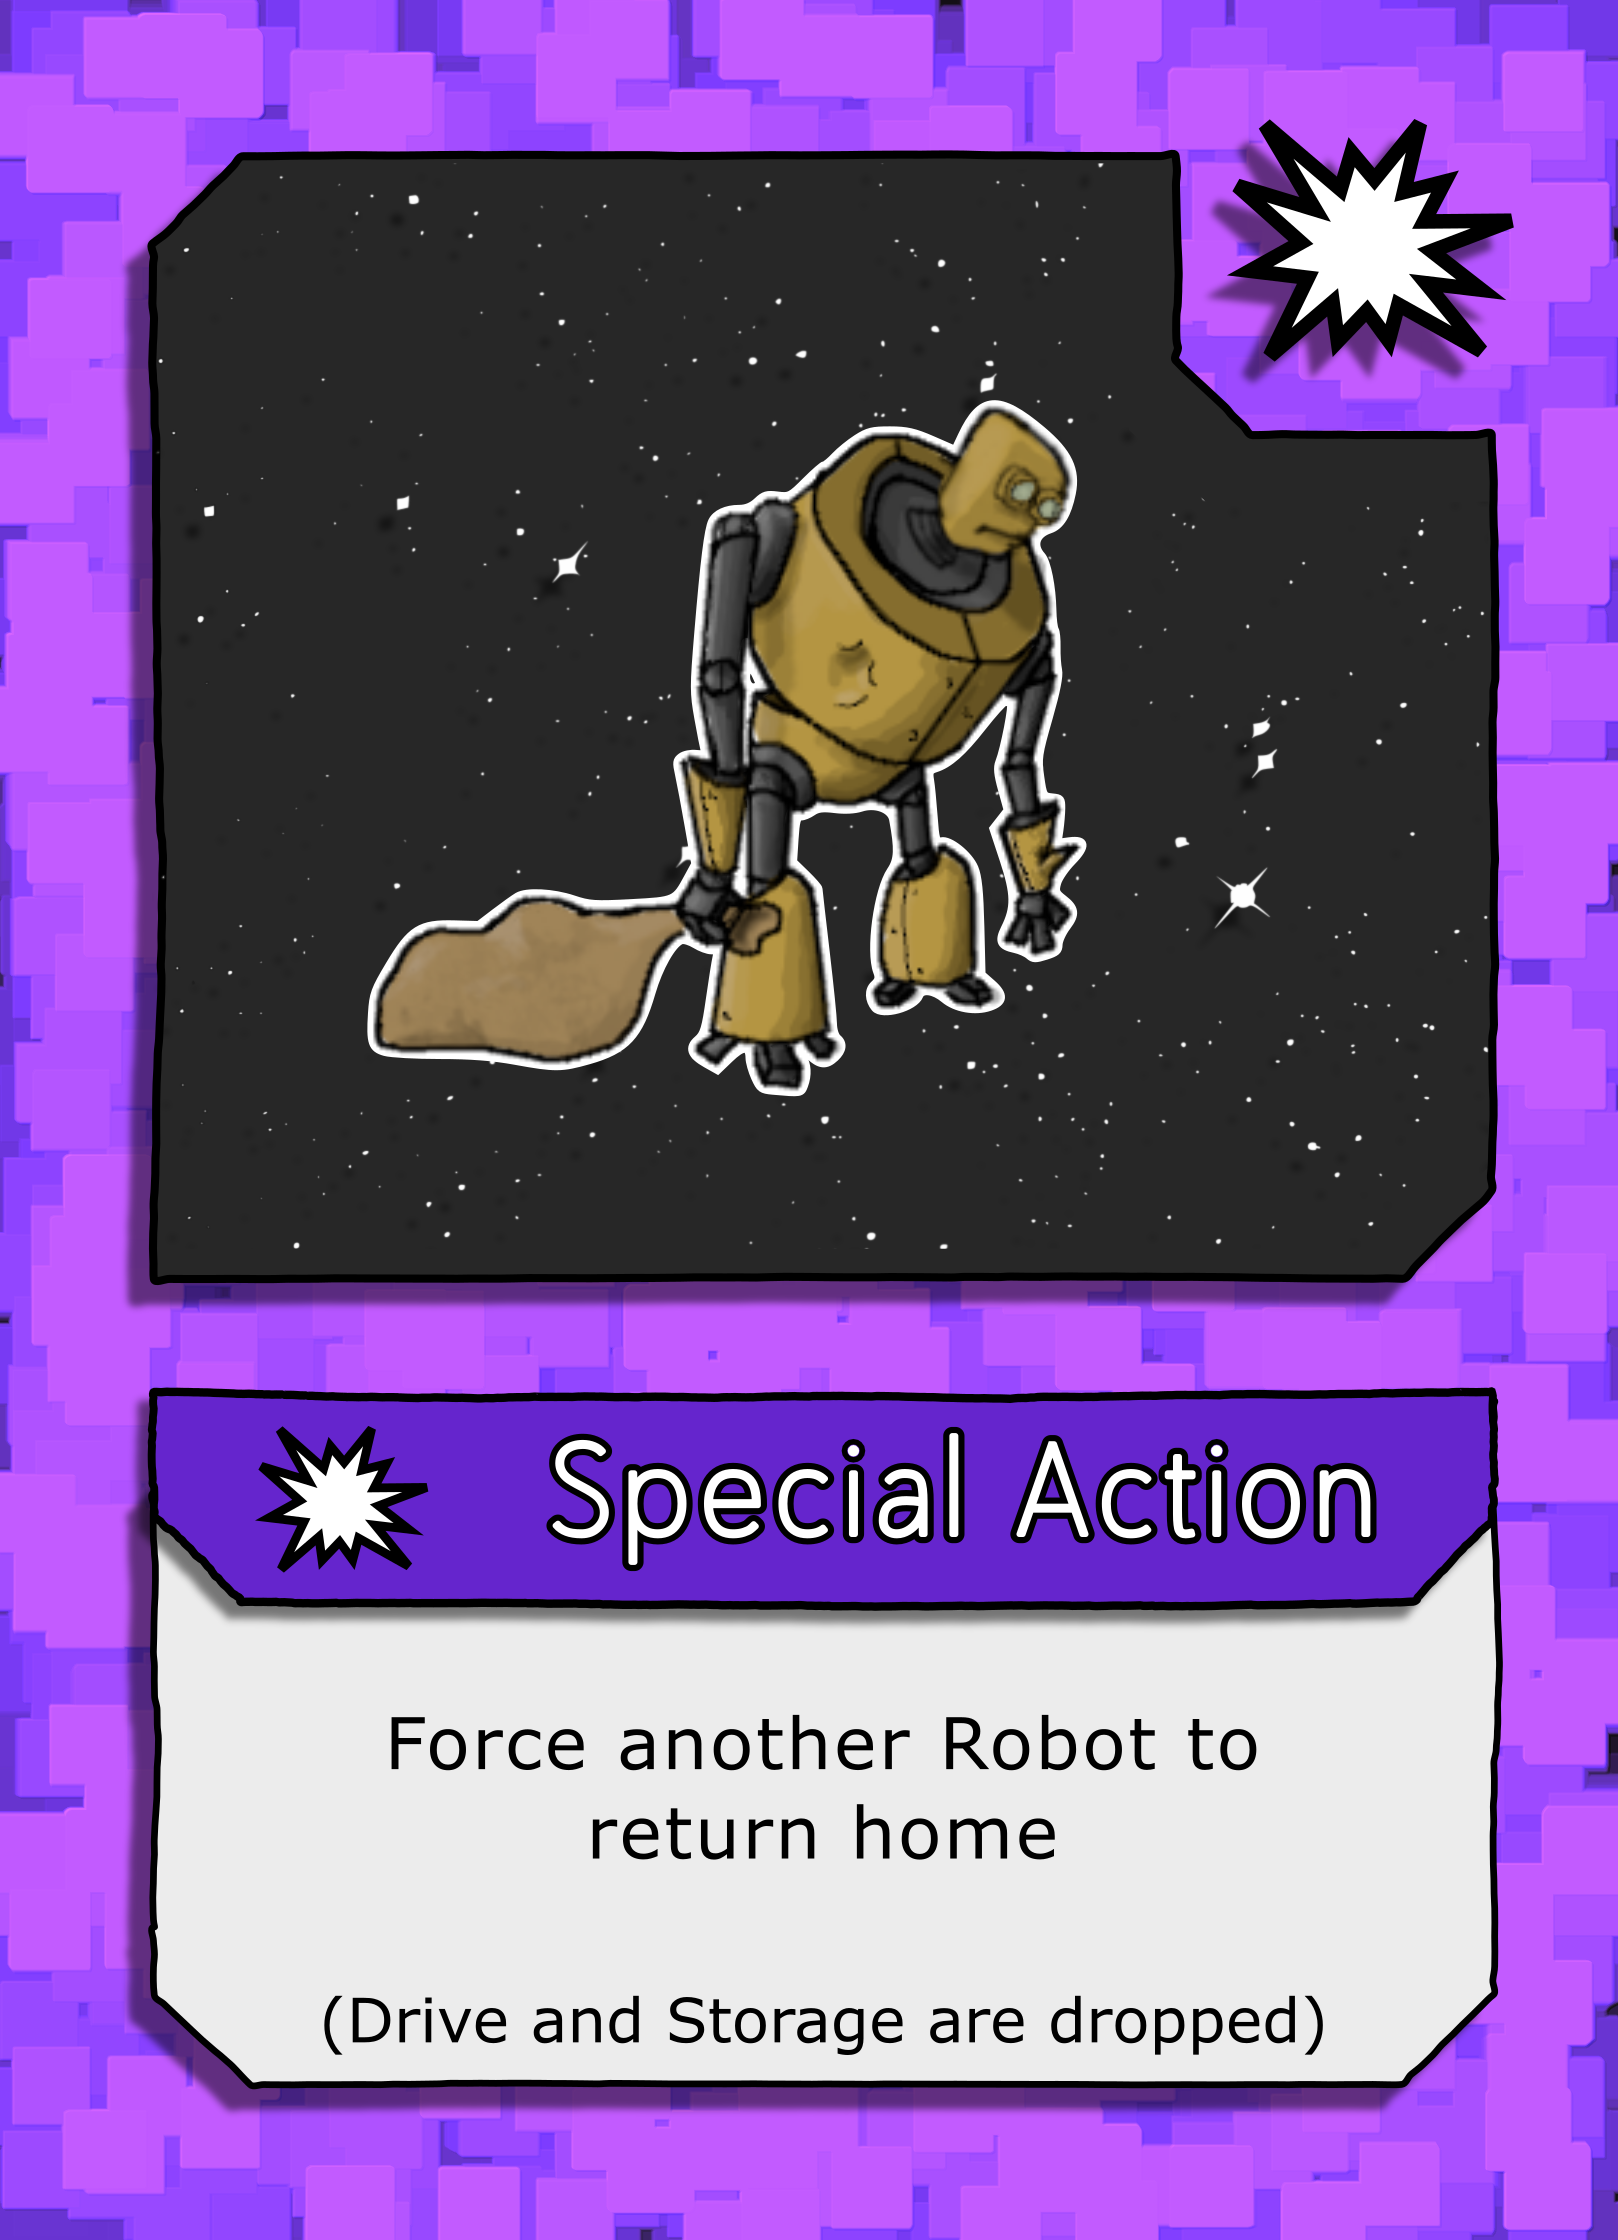 Special Action
Force another Robot to
return home
(Drive and Storage are dropped)